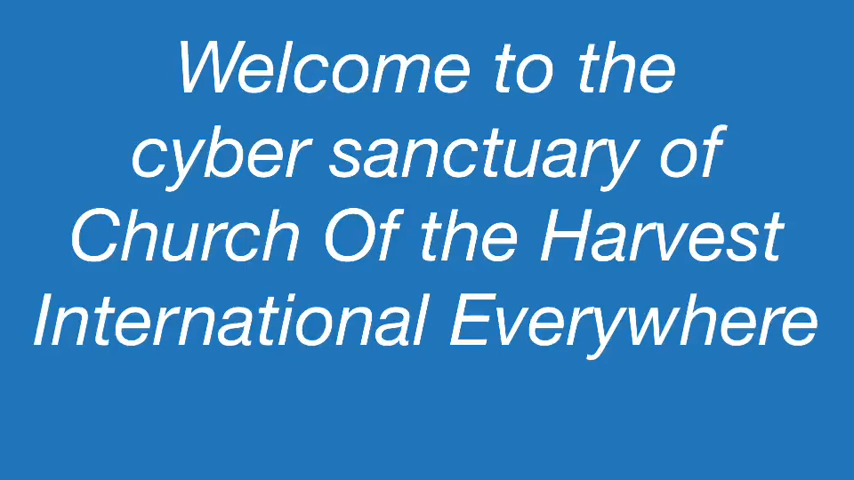 Welcome to the
cyber sanctuary of
Church Of the Harvest
International Everywhere